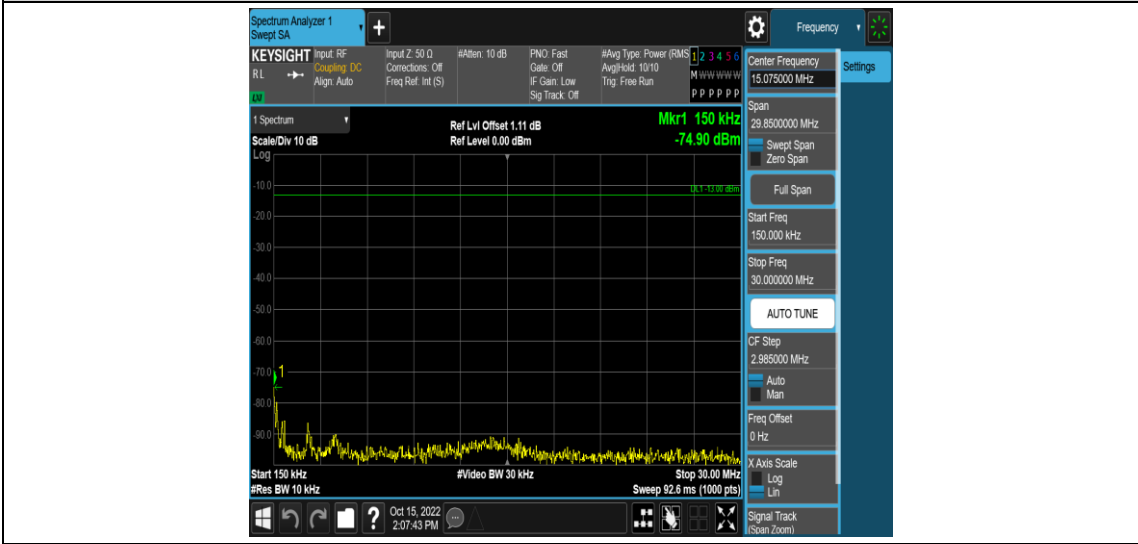 Spectrum Analyzer 1
Swept SA
+
Frequency
KEYSIGHT
RL
LXI
Input: RF
Coupling: DC
Align: Auto
Input Z: 50 Ω
Corrections: Off
Freq Ref: Int (S)
#Atten: 10 dB
PNO: Fast
Gate: Off
IF Gain: Low
Sig Track: Off
#Avg Type: Power (RMS
Avg|Hold: 10/10
Trig: Free Run
1 2 3 4 5 6
M W W W W W
P P P P P P
1 Spectrum
Scale/Div 10 dB
Log
Ref Lvl Offset 1.11 dB
Ref Level 0.00 dBm
Mkr1 150 kHz
-74.90 dBm
DL1 -13.00 dBm
-10.0
-20.0
-30.0
-40.0
-50.0
-60.0
-70.0
1
-80.0
-90.0
Start 150 kHz
#Res BW 10 kHz
#Video BW 30 kHz
Stop 30.00 MHz
Sweep 92.6 ms (1000 pts)
?
Oct 15, 2022
2:07:43 PM
Center Frequency
15.075000 MHz
Settings
Span
29.8500000 MHz
Swept Span
Zero Span
Full Span
Start Freq
150.000 kHz
Stop Freq
30.000000 MHz
AUTO TUNE
CF Step
2.985000 MHz
Auto
Man
Freq Offset
0 Hz
X Axis Scale
Log
Lin
Signal Track
(Span Zoom)